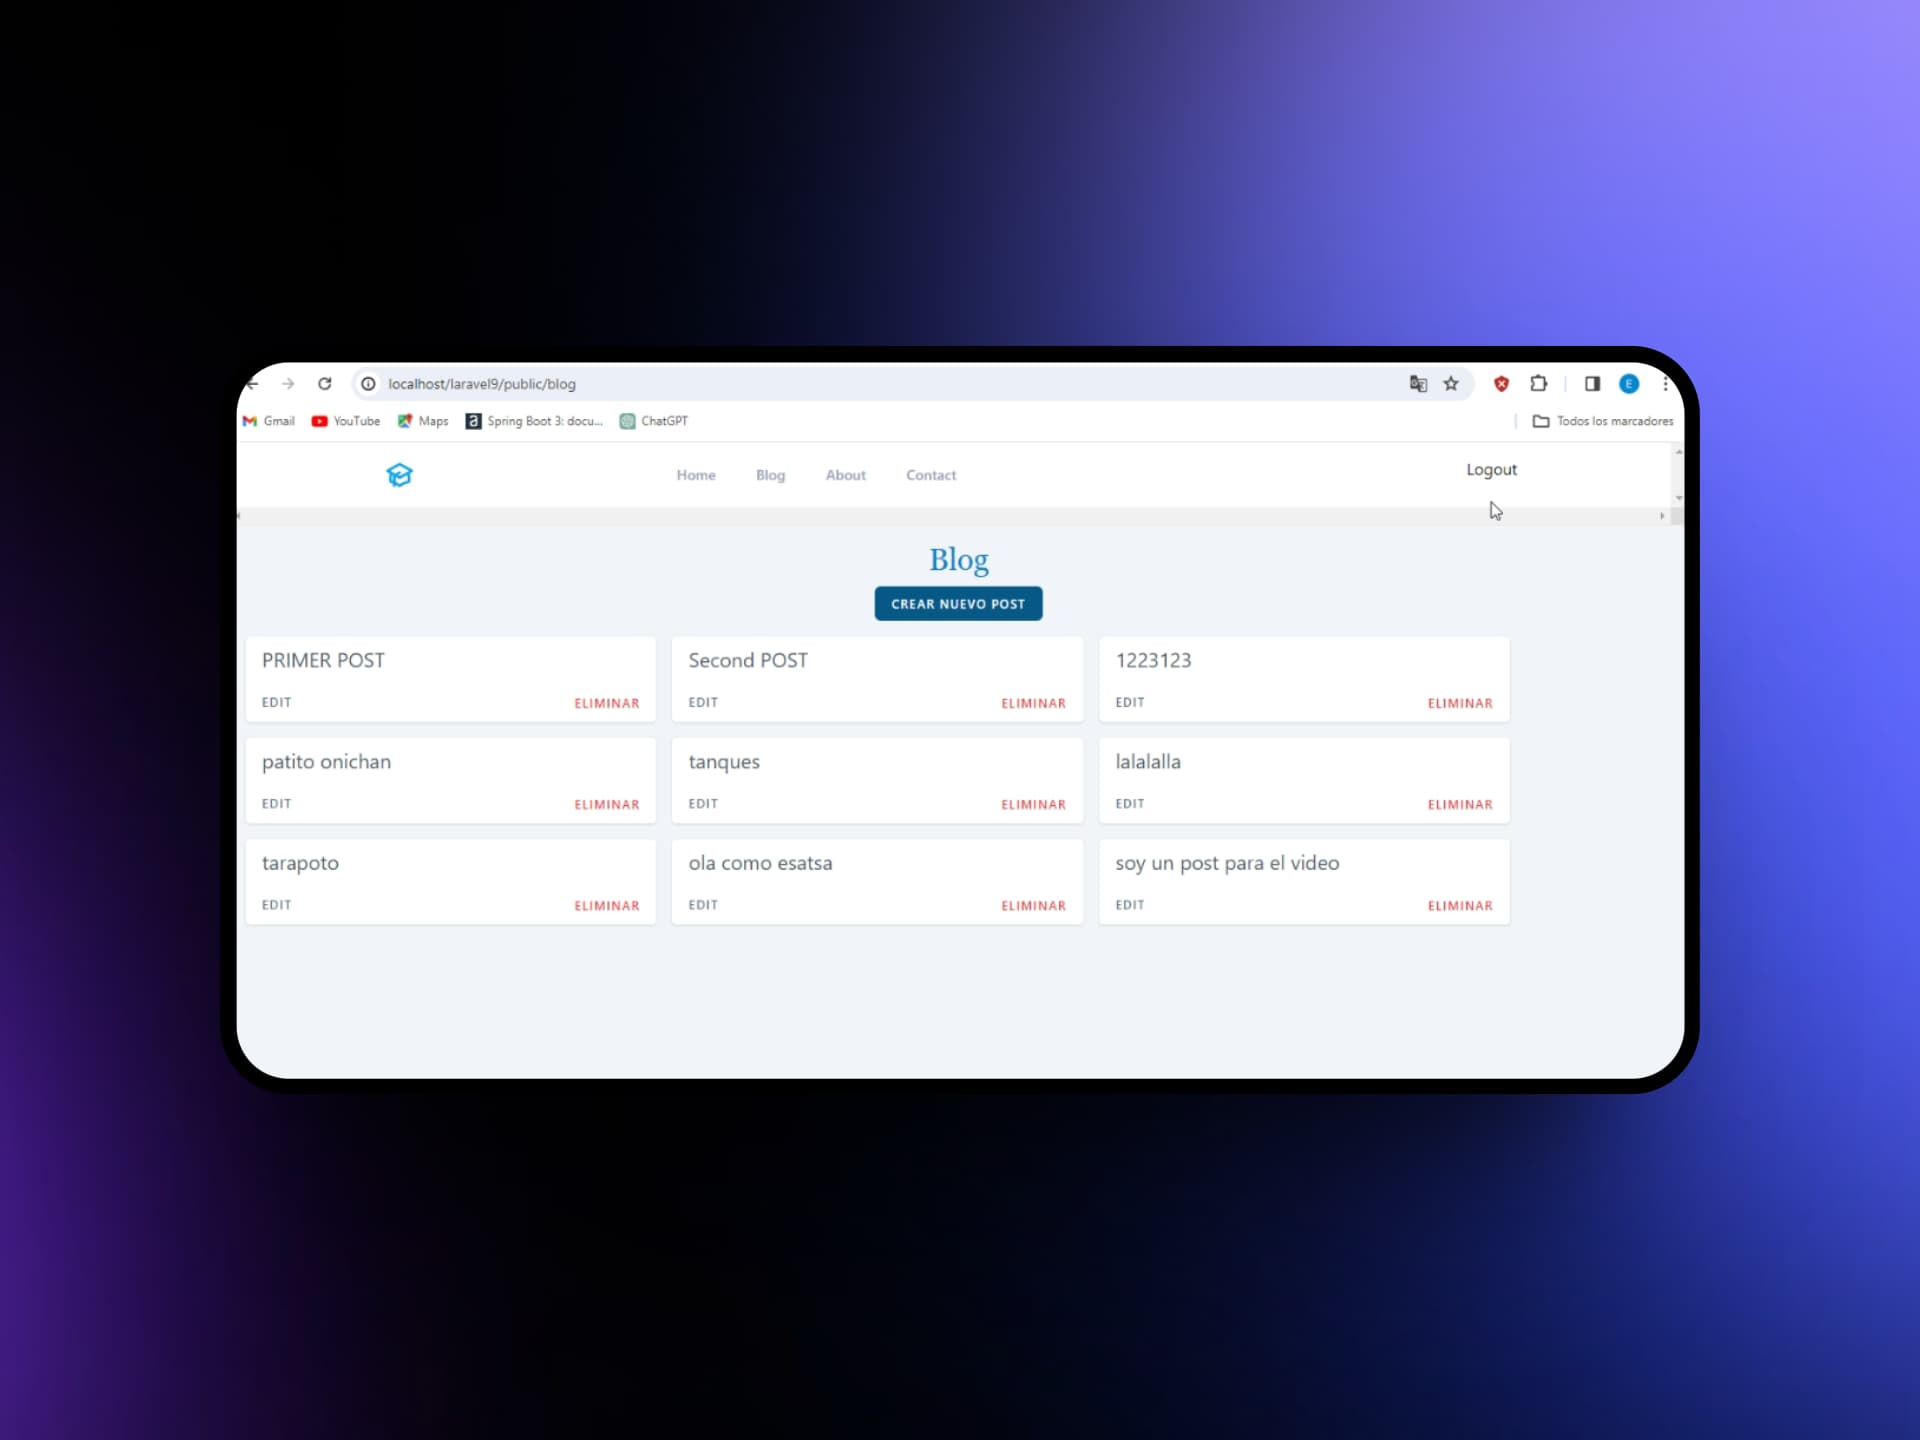 localhost/laravel9/public/blog
E
Gmail YouTube Maps a Spring Boot 3: docu... ChatGPT Todos los marcadores
Home Blog About Contact Logout
Blog
CREAR NUEVO POST
PRIMER POST Second POST 1223123
EDIT ELIMINAR EDIT ELIMINAR EDIT ELIMINAR
patito onichan tanques lalalalla
EDIT ELIMINAR EDIT ELIMINAR EDIT ELIMINAR
tarapoto ola como esatsa soy un post para el video
EDIT ELIMINAR EDIT ELIMINAR EDIT ELIMINAR